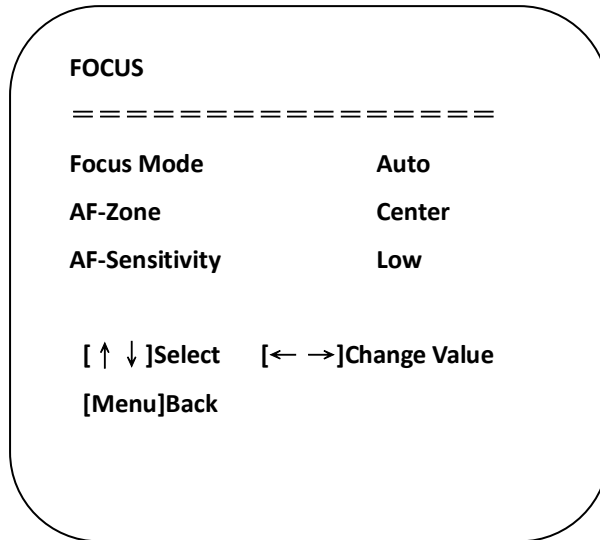 FOCUS
================
Focus Mode Auto
AF-Zone Center
AF-Sensitivity Low
[ ↑ ↓ ]Select [← →]Change Value
[Menu]Back